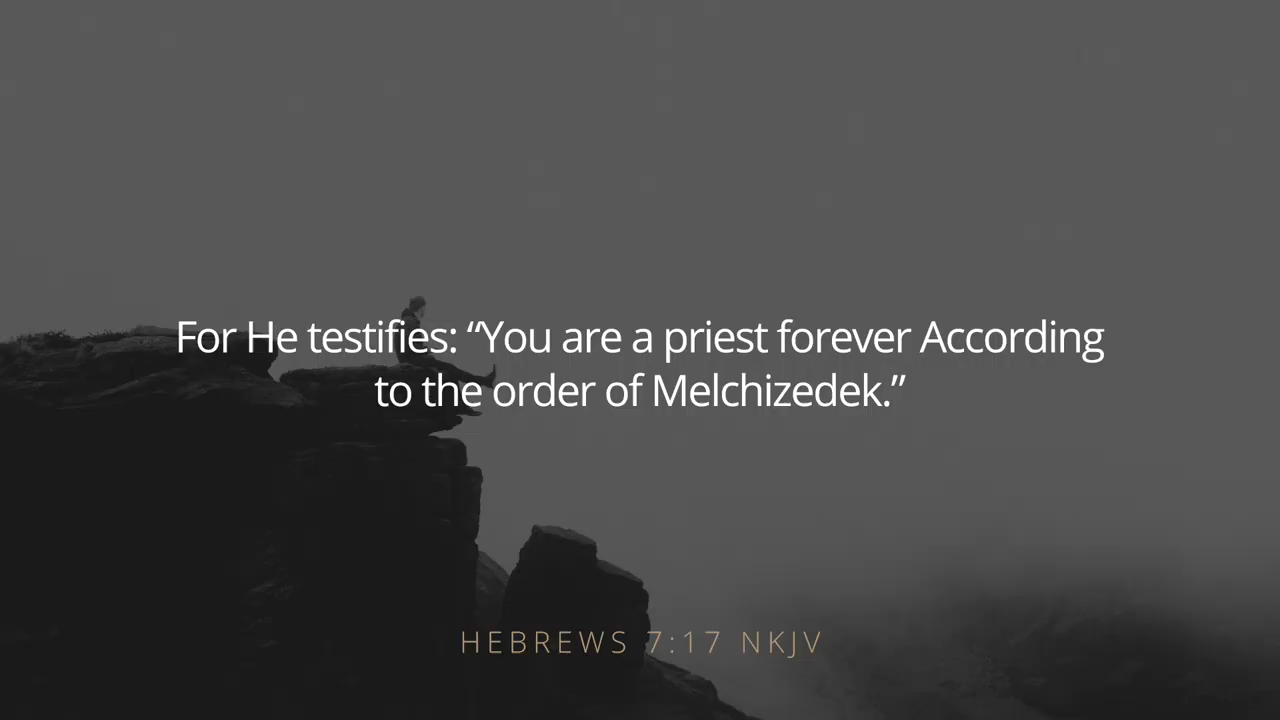 For He testifies: “You are a priest forever According
to the order of Melchizedek.”
HEBREWS 7:17 NKJV